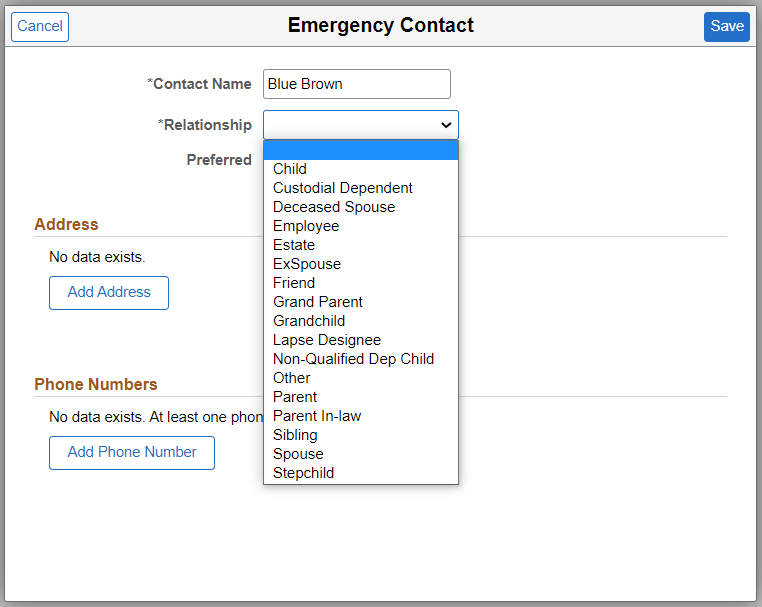 Cancel
Emergency Contact
Save
*Contact Name
Blue Brown
*Relationship
Preferred
Child
Custodial Dependent
Deceased Spouse
Employee
Estate
ExSpouse
Friend
Grand Parent
Grandchild
Lapse Designee
Non-Qualified Dep Child
Other
Parent
Parent In-law
Sibling
Spouse
Stepchild
Address
No data exists.
Add Address
Phone Numbers
No data exists. At least one phon
Add Phone Number